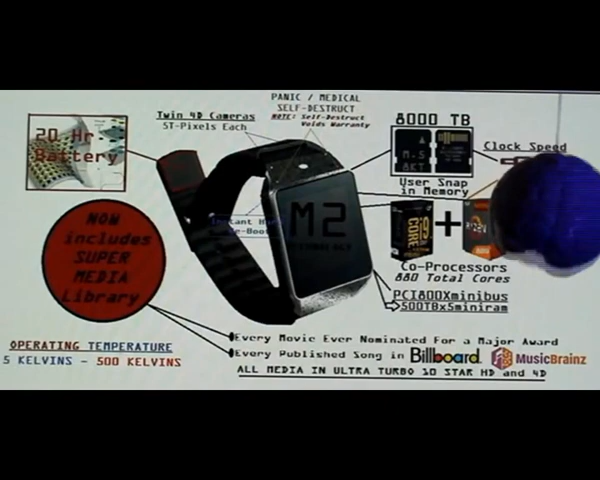 PANIC / MEDICAL
SELF-DESTRUCT
NOTE: Self-Destruct
Voids Warranty
Twin 4D Cameras
5T-Pixels Each
20 Hr
Battery
8000 TB
User Snap
in Memory
Clock Speed
M2
CORE i9
Co-Processors
880 Total Cores
PCI800Xminibus
500TBx5miniram
NOW
includes
SUPER
MEDIA
Library
OPERATING TEMPERATURE
5 KELVINS - 500 KELVINS
Every Movie Ever Nominated For a Major Award
Every Published Song in Billboard MusicBrainz
ALL MEDIA IN ULTRA TURBO 10 STAR HD and 4D